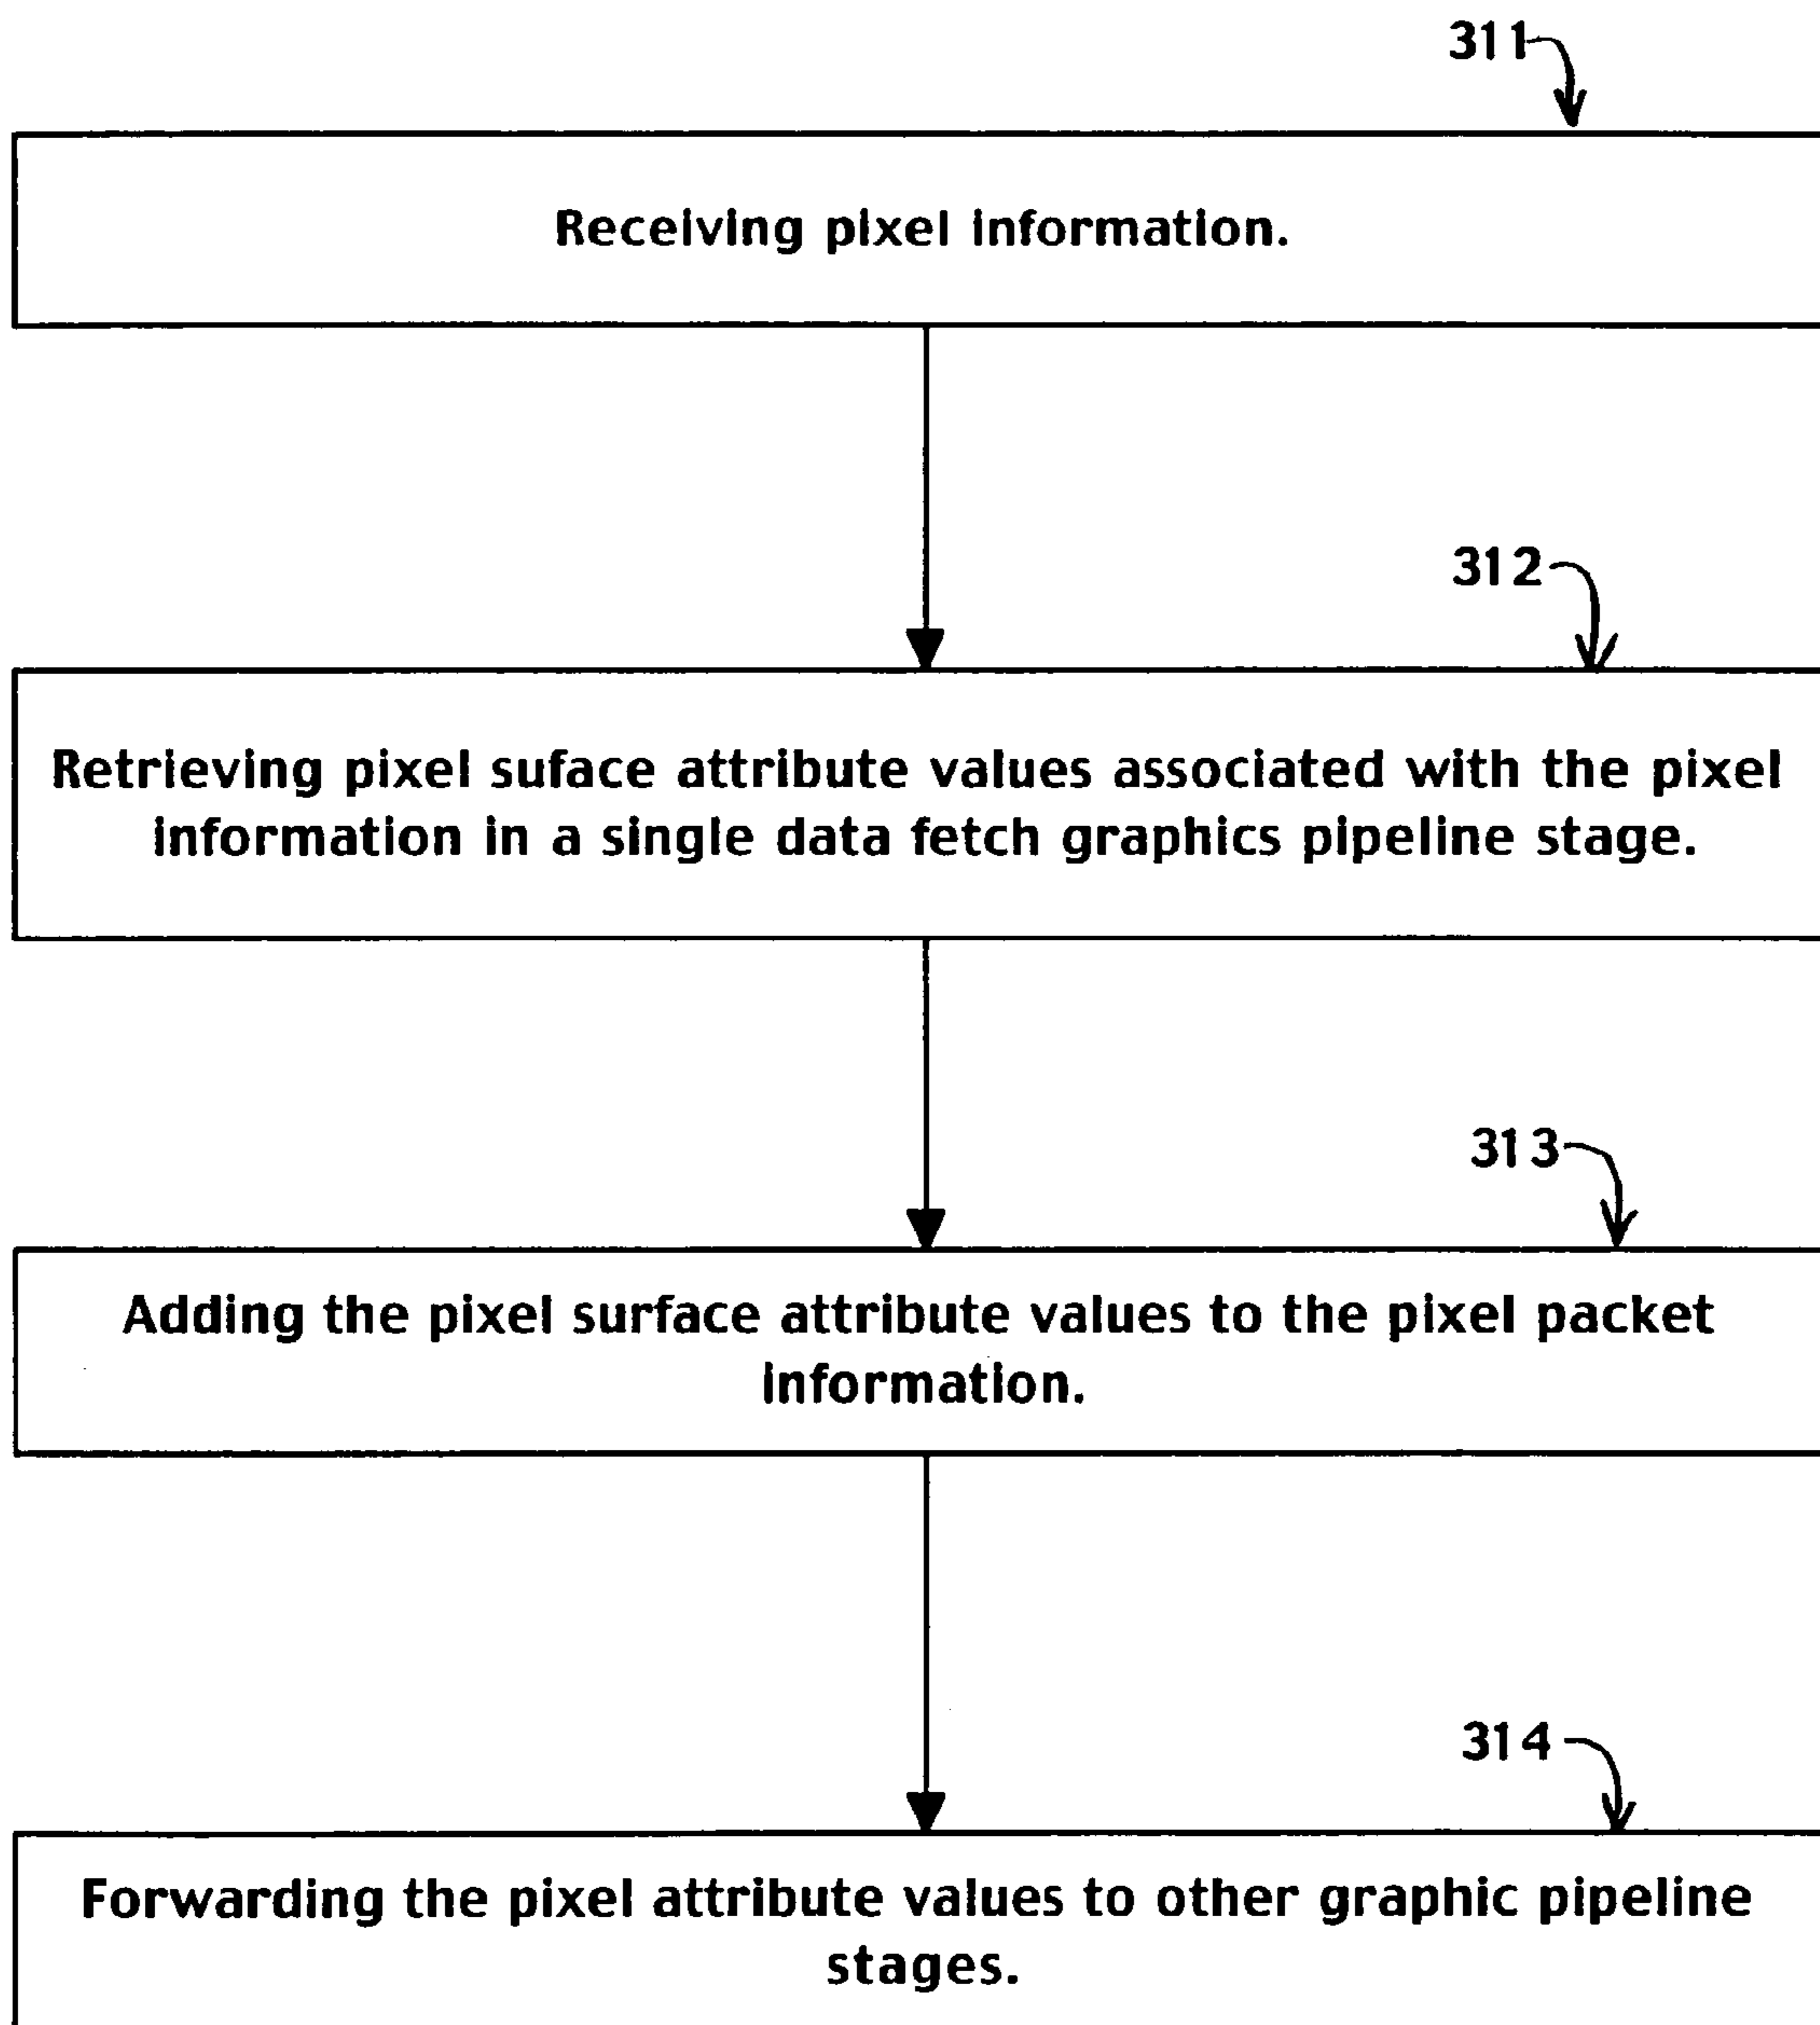 311
Receiving pixel information.
312
Retrieving pixel suface attribute values associated with the pixel
information in a single data fetch graphics pipeline stage.
313
Adding the pixel surface attribute values to the pixel packet
information.
314
Forwarding the pixel attribute values to other graphic pipeline
stages.